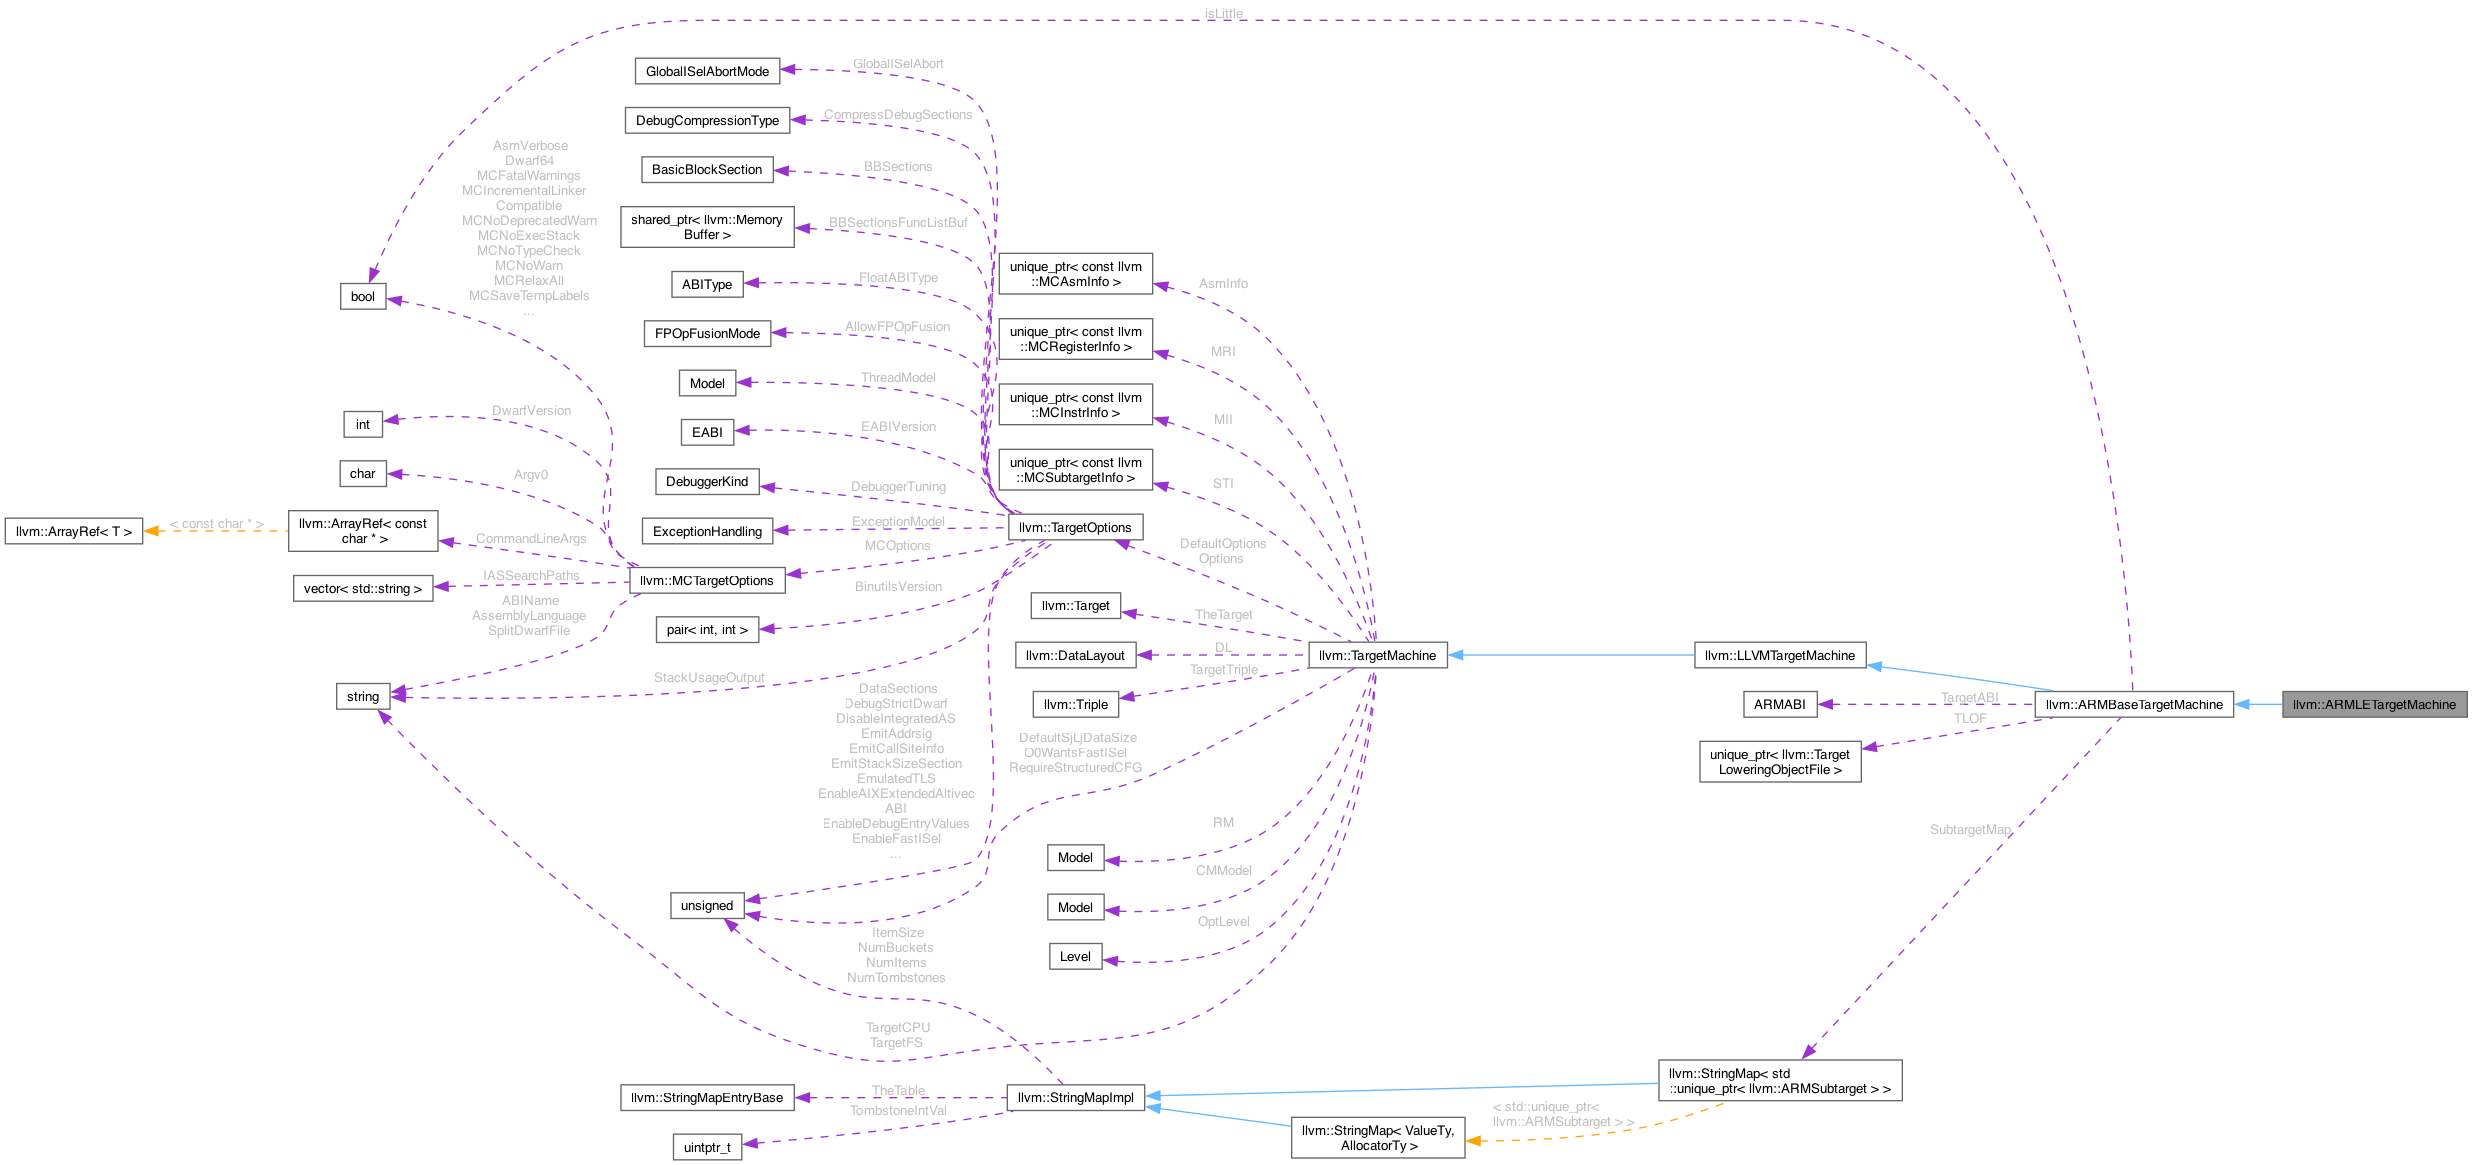 isLittle
GlobalISelAbortMode
GlobalISelAbort
DebugCompressionType
CompressDebugSections
BasicBlockSection
BBSections
shared_ptr< llvm::Memory
Buffer >
BBSectionsFuncListBuf
ABIType
FloatABIType
FPOpFusionMode
AllowFPOpFusion
Model
ThreadModel
EABI
EABIVersion
DebuggerKind
DebuggerTuning
ExceptionHandling
ExceptionModel
MCOptions
BinutilsVersion
pair< int, int >
AsmVerbose
Dwarf64
MCFatalWarnings
MCIncrementalLinker
Compatible
MCNoDeprecatedWarn
MCNoExecStack
MCNoTypeCheck
MCNoWarn
MCRelaxAll
MCSaveTempLabels
...
bool
int
DwarfVersion
char
Argv0
llvm::ArrayRef< T >
< const char * >
llvm::ArrayRef< const
char * >
CommandLineArgs
vector< std::string >
IASSearchPaths
llvm::MCTargetOptions
ABIName
AssemblyLanguage
SplitDwarfFile
string
StackUsageOutput
unique_ptr< const llvm
::MCAsmInfo >
AsmInfo
unique_ptr< const llvm
::MCRegisterInfo >
MRI
unique_ptr< const llvm
::MCInstrInfo >
MII
unique_ptr< const llvm
::MCSubtargetInfo >
STI
llvm::TargetOptions
DefaultOptions
Options
llvm::Target
TheTarget
llvm::DataLayout
DL
llvm::Triple
TargetTriple
llvm::TargetMachine
llvm::LLVMTargetMachine
ARMABI
TargetABI
unique_ptr< llvm::Target
LoweringObjectFile >
TLOF
llvm::ARMBaseTargetMachine
llvm::ARMLETargetMachine
DataSections
DebugStrictDwarf
DisableIntegratedAS
EmitAddrsig
EmitCallSiteInfo
EmitStackSizeSection
EmulatedTLS
EnableAIXExtendedAltivec
ABI
EnableDebugEntryValues
EnableFastISel
...
DefaultSjLjDataSize
O0WantsFastISel
RequireStructuredCFG
Model
RM
Model
CMModel
Level
OptLevel
unsigned
ItemSize
NumBuckets
NumItems
NumTombstones
TargetCPU
TargetFS
SubtargetMap
llvm::StringMapEntryBase
TheTable
uintptr_t
TombstoneIntVal
llvm::StringMapImpl
llvm::StringMap< std
::unique_ptr< llvm::ARMSubtarget > >
< std::unique_ptr<
llvm::ARMSubtarget > >
llvm::StringMap< ValueTy,
AllocatorTy >